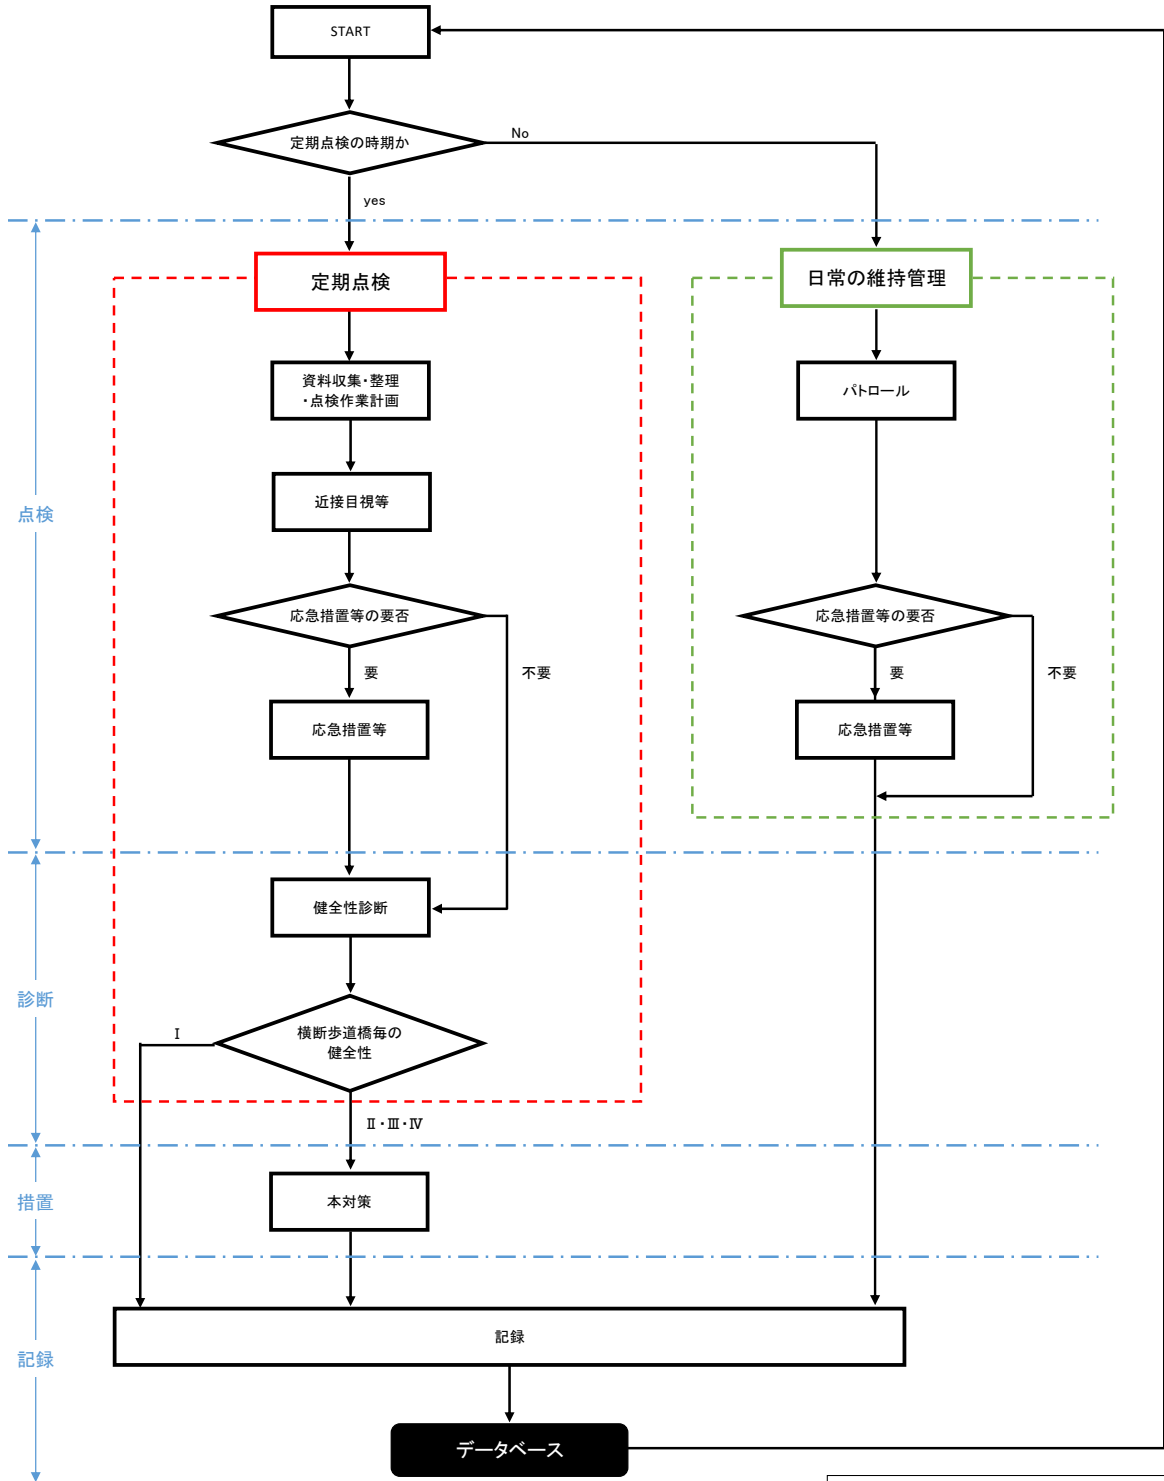 START
定期点検の時期か
No
yes
定期点検
日常の維持管理
資料収集・整理
・点検作業計画
パトロール
近接目視等
点検
応急措置等の要否
応急措置等の要否
要
不要
要
不要
応急措置等
応急措置等
健全性診断
診断
Ⅰ
横断歩道橋毎の
健全性
Ⅱ・Ⅲ・Ⅳ
措置
本対策
記録
記録
データベース